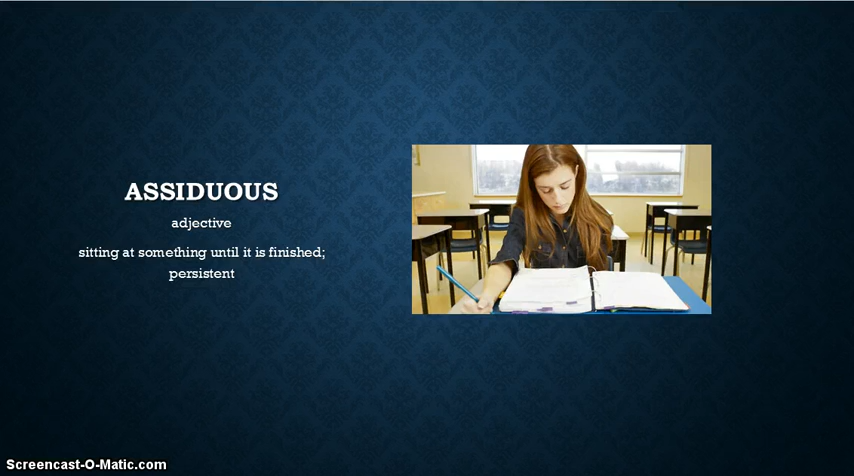 ASSIDUOUS
adjective
sitting at something until it is finished;
persistent
Screencast-O-Matic.com